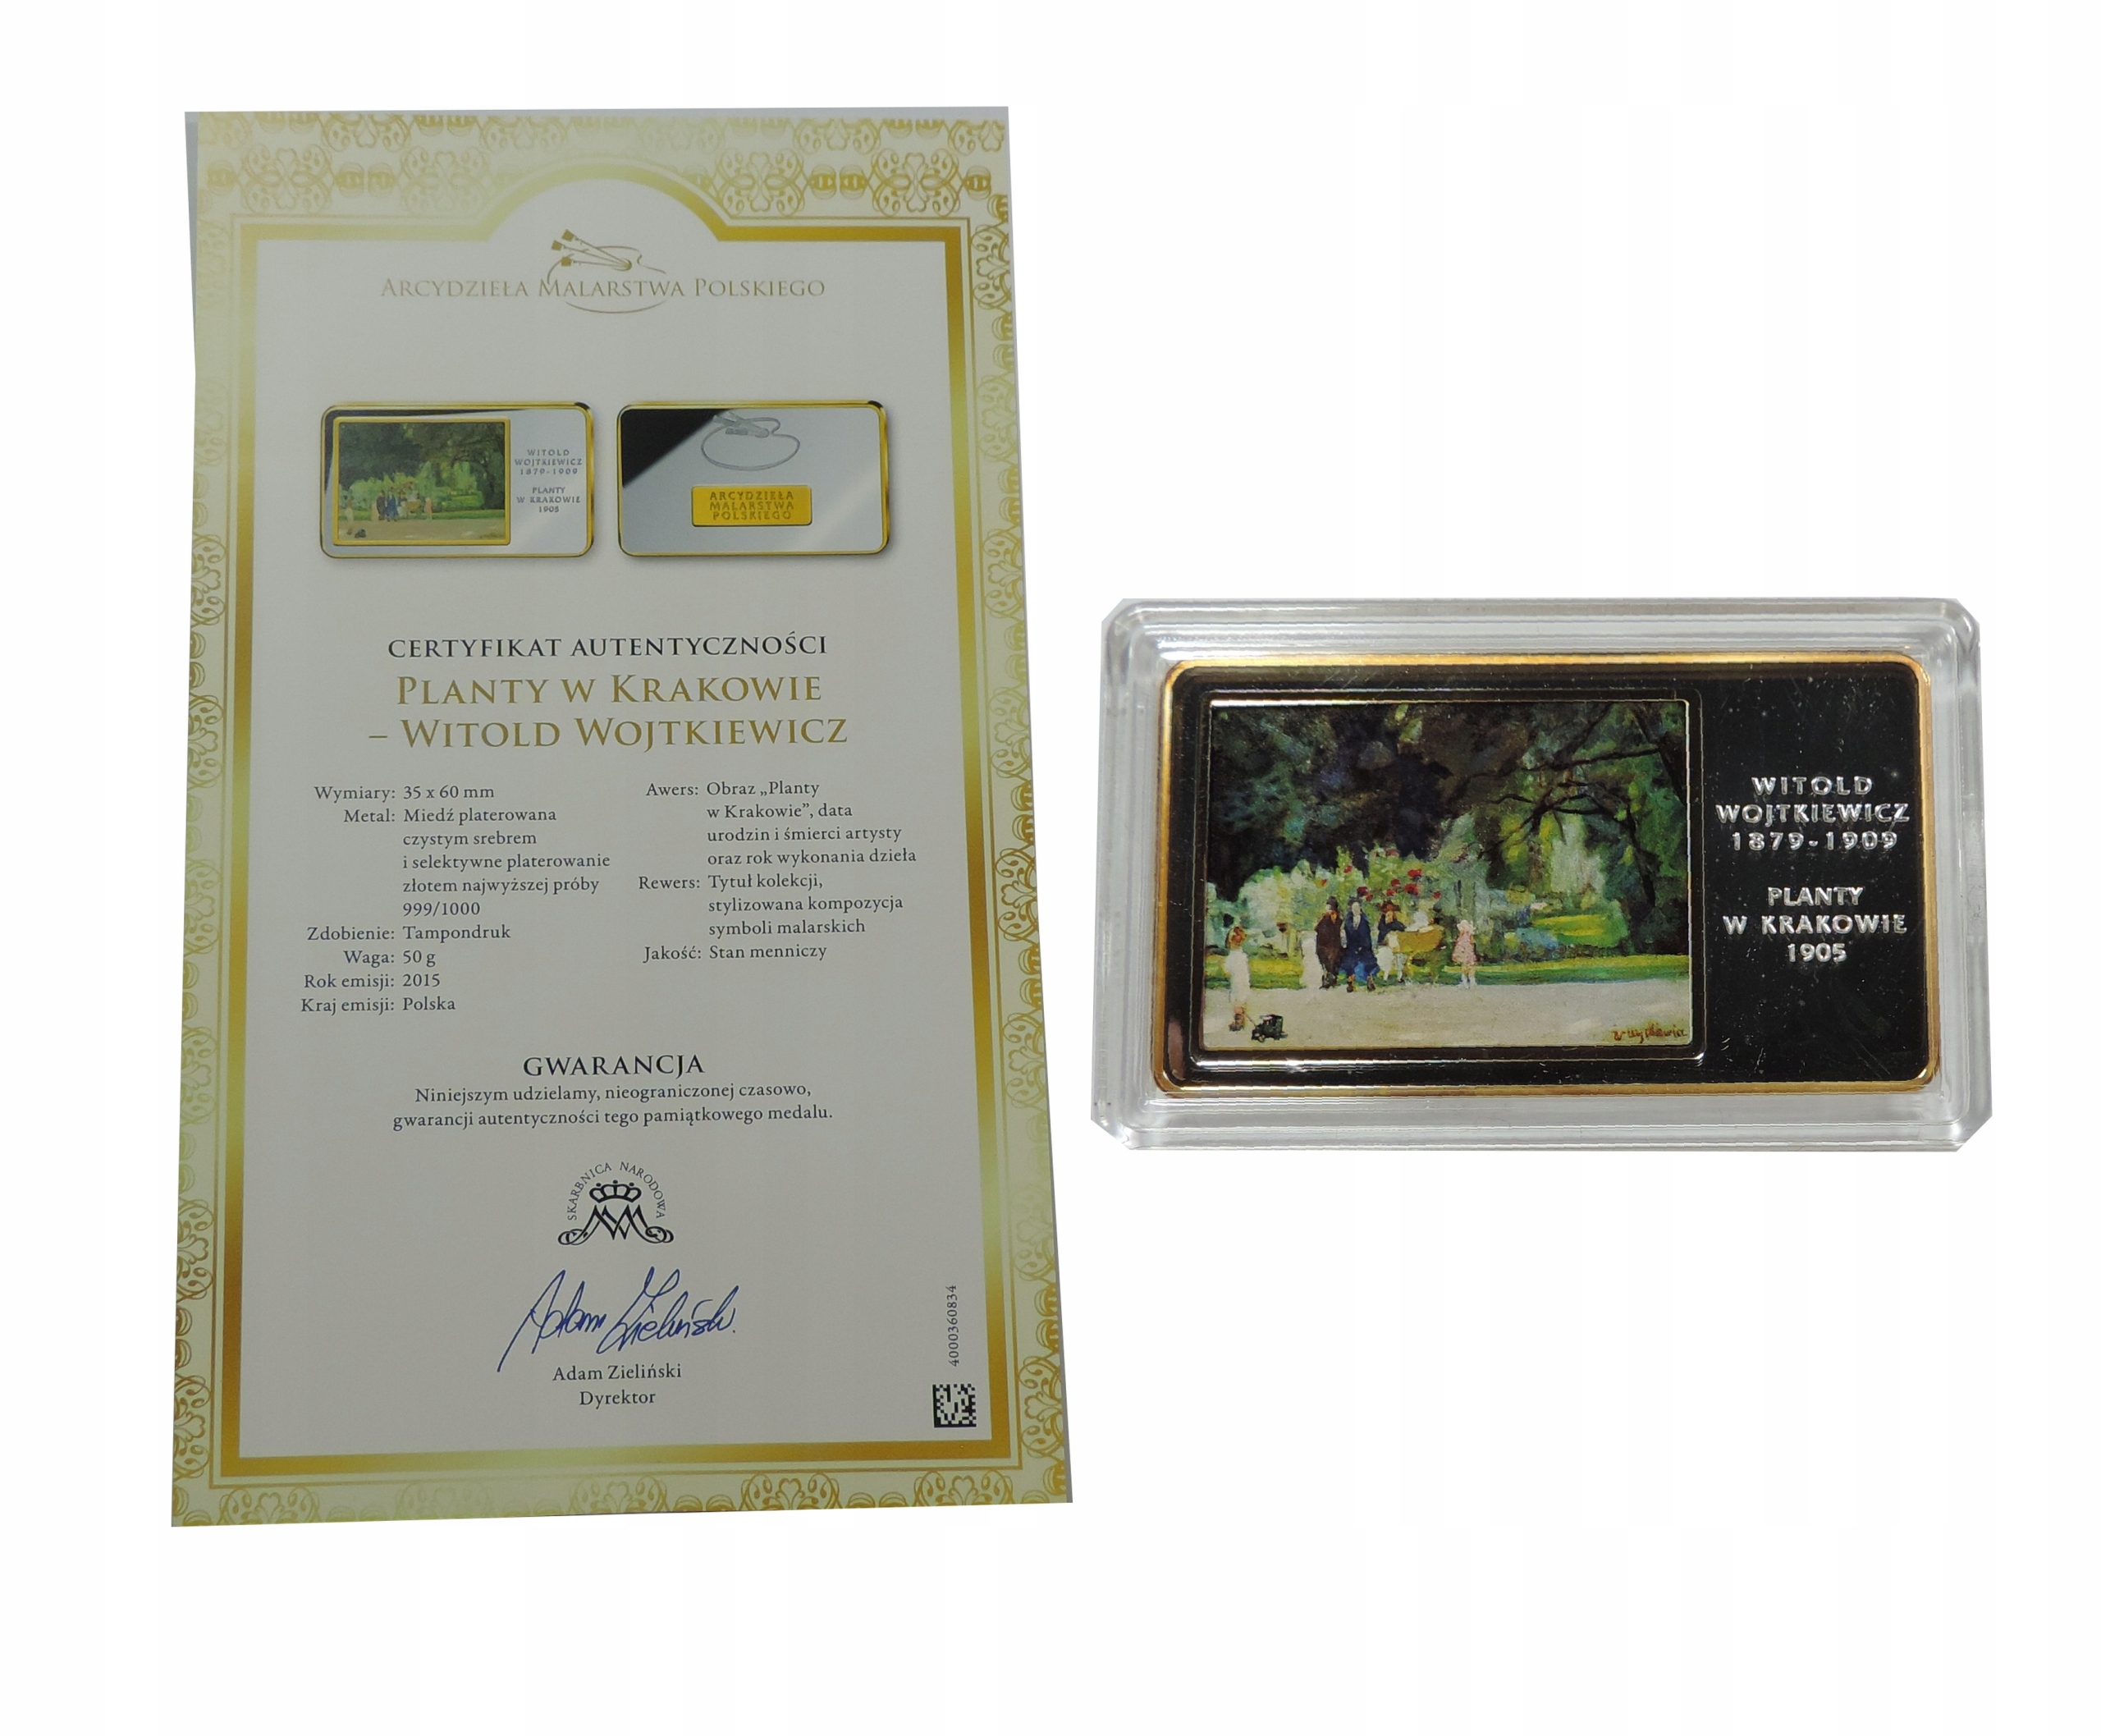 ARCYDZIEŁA MALARSTWA POLSKIEGO
WITOLD
WOJTKIEWICZ
1879-1909
PLANTY
W KRAKOWIE
1905
ARCYDZIEŁA
MALARSTWA
POLSKIEGO
CERTYFIKAT AUTENTYCZNOŚCI
PLANTY W KRAKOWIE
– WITOLD WOJTKIEWICZ
Wymiary: 35 x 60 mm
Metal: Miedź platerowana
czystym srebrem
i selektywne platerowanie
złotem najwyższej próby
999/1000
Zdobienie: Tampondruk
Waga: 50 g
Rok emisji: 2015
Kraj emisji: Polska
Awers: Obraz „Planty
w Krakowie”, data
urodzin i śmierci artysty
oraz rok wykonania dzieła
Rewers: Tytuł kolekcji,
stylizowana kompozycja
symboli malarskich
Jakość: Stan menniczy
GWARANCJA
Niniejszym udzielamy, nieograniczonej czasowo,
gwarancji autentyczności tego pamiątkowego medalu.
SKARBNICA NARODOWA
Adam Zieliński.
Adam Zieliński
Dyrektor
4000360834
WITOLD
WOJTKIEWICZ
1879-1909
PLANTY
W KRAKOWIE
1905